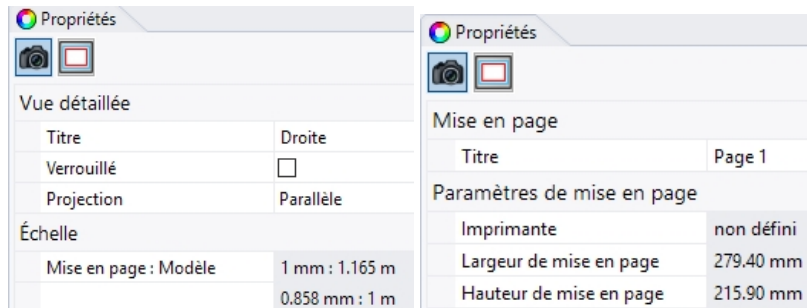 Propriétés
Vue détaillée
Titre Droite
Verrouillé
Projection Parallèle
Échelle
Mise en page : Modèle 1 mm : 1.165 m
0.858 mm : 1 m
Propriétés
Mise en page
Titre Page 1
Paramètres de mise en page
Imprimante non défini
Largeur de mise en page 279.40 mm
Hauteur de mise en page 215.90 mm